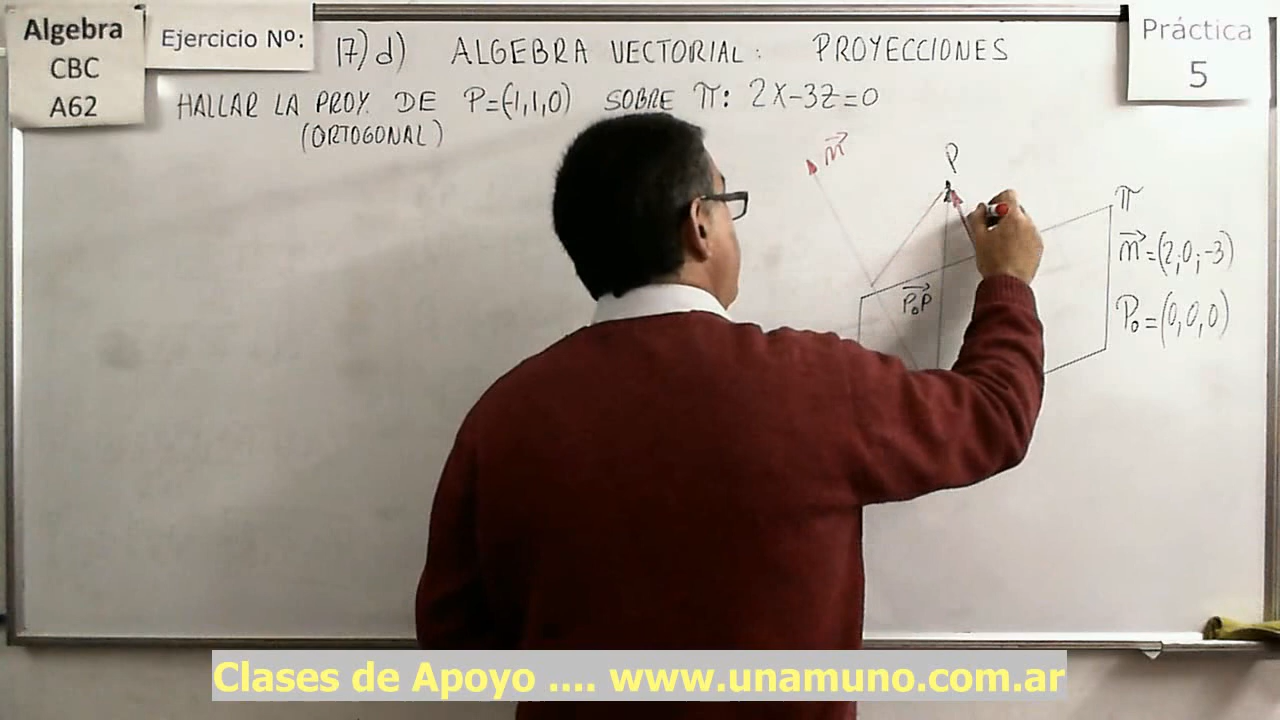 Algebra
CBC
A62
Ejercicio Nº:
17) d) ALGEBRA VECTORIAL: PROYECCIONES
Práctica
5
HALLAR LA PROY. DE P=(-1,1,0) SOBRE π: 2X-3Z=0
(ORTOGONAL)
n
P
π
n=(2,0,-3)
P₀P
P₀=(0,0,0)
Clases de Apoyo .... www.unamuno.com.ar